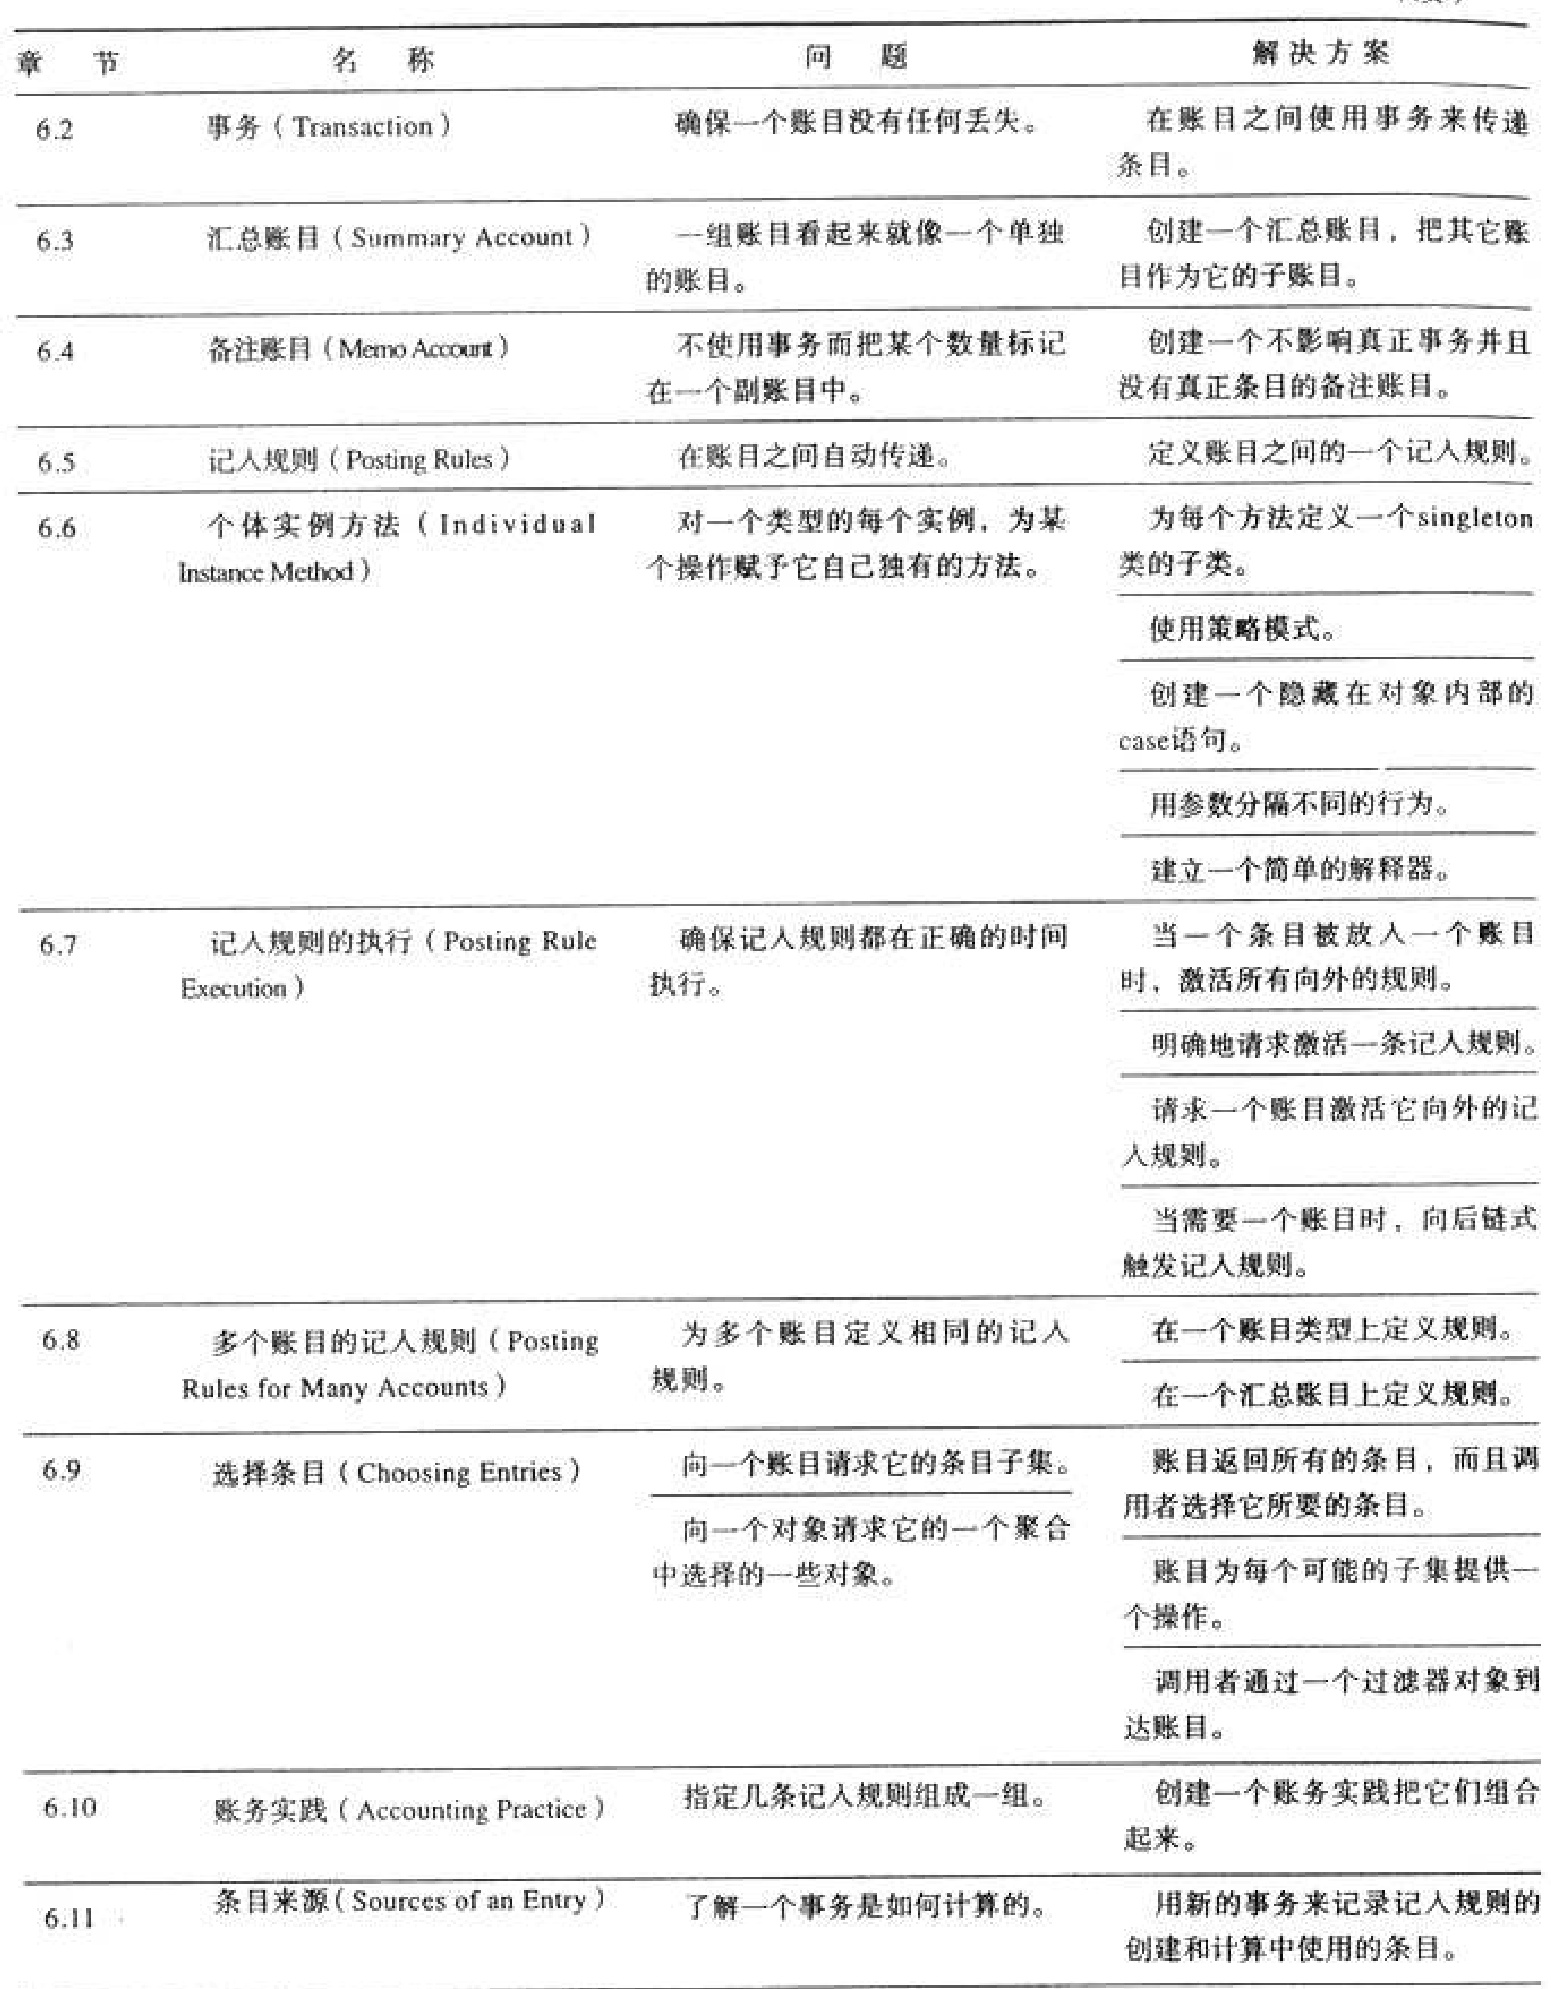 章 节 名 称 问 题 解决方案
6.2 事务（Transaction） 确保一个账目没有任何丢失。 在账目之间使用事务来传递
条目。
6.3 汇总账目（Summary Account） 一组账目看起来就像一个单独 创建一个汇总账目，把其它账
的账目。 目作为它的子账目。
6.4 备注账目（Memo Account） 不使用事务而把某个数量标记 创建一个不影响真正事务并且
在一个副账目中。 没有真正条目的备注账目。
6.5 记入规则（Posting Rules） 在账目之间自动传递。 定义账目之间的一个记入规则。
6.6 个体实例方法（Individual 对一个类型的每个实例，为某 为每个方法定义一个singleton
Instance Method） 个操作赋予它自己独有的方法。 类的子类。
使用策略模式。
创建一个隐藏在对象内部的
case语句。
用参数分隔不同的行为。
建立一个简单的解释器。
6.7 记入规则的执行（Posting Rule 确保记入规则都在正确的时间 当一个条目被放入一个账目
Execution） 执行。 时，激活所有向外的规则。
明确地请求激活一条记入规则。
请求一个账目激活它向外的记
入规则。
当需要一个账目时，向后链式
触发记入规则。
6.8 多个账目的记入规则（Posting 为多个账目定义相同的记入 在一个账目类型上定义规则。
Rules for Many Accounts） 规则。 在一个汇总账目上定义规则。
6.9 选择条目（Choosing Entries） 向一个账目请求它的条目子集。 账目返回所有的条目，而且调
用者选择它所要的条目。
向一个对象请求它的一个聚合
中选择的一些对象。 账目为每个可能的子集提供一
个操作。
调用者通过一个过滤器对象到
达账目。
6.10 账务实践（Accounting Practice） 指定几条记入规则组成一组。 创建一个账务实践把它们组合
起来。
6.11 条目来源（Sources of an Entry） 了解一个事务是如何计算的。 用新的事务来记录记入规则的
创建和计算中使用的条目。